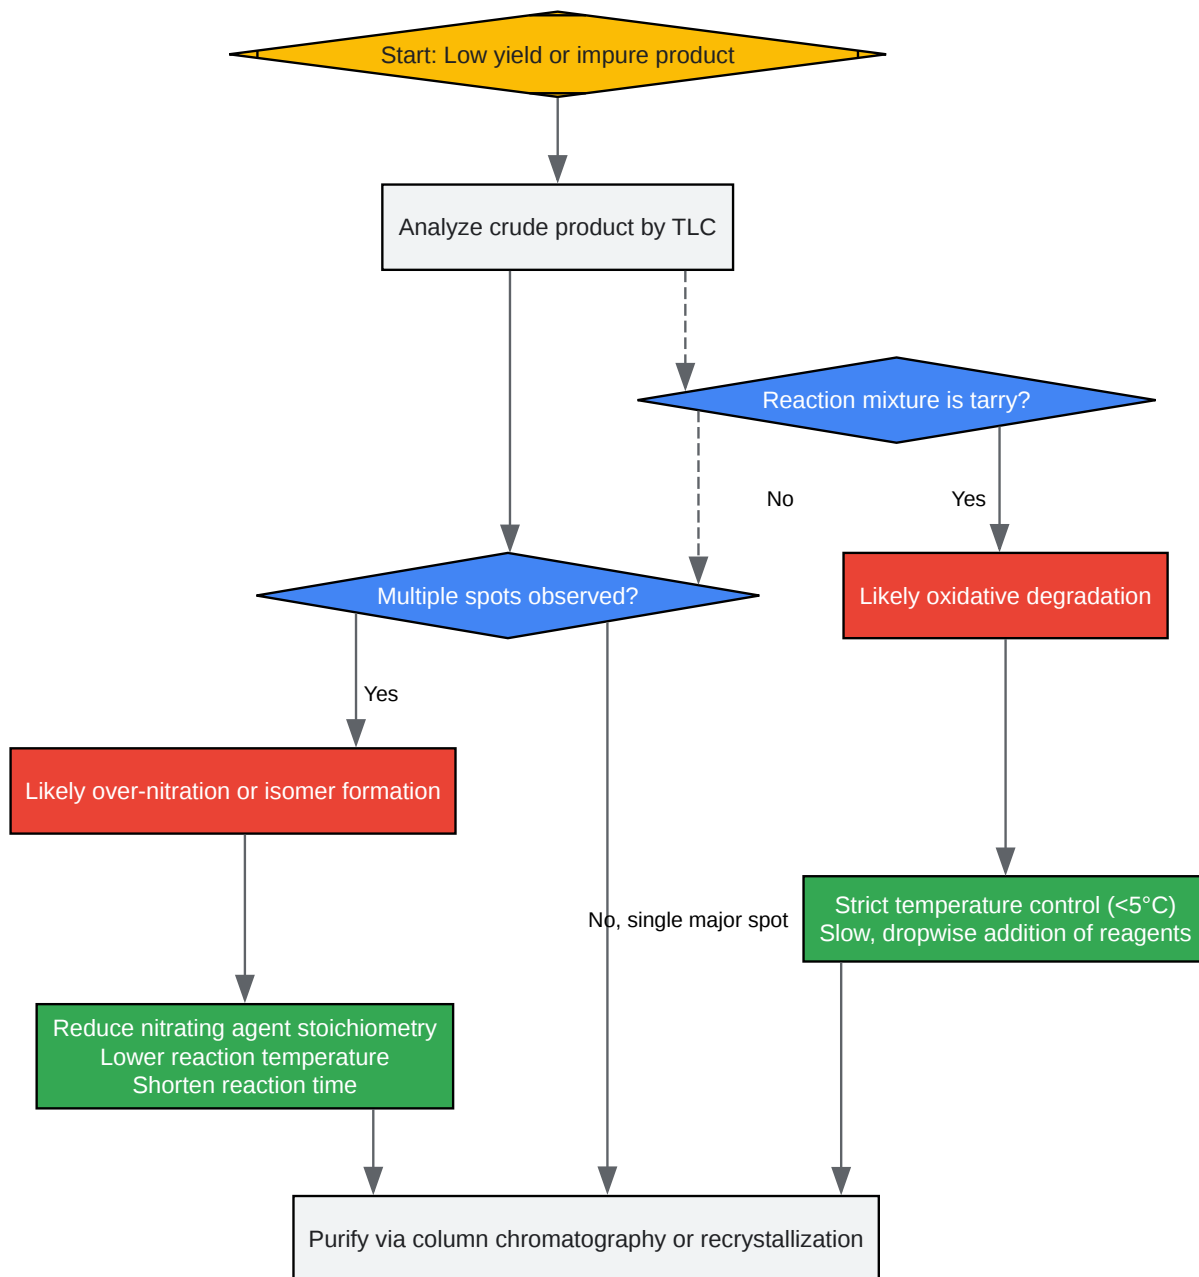 Start: Low yield or impure product
Analyze crude product by TLC
Reaction mixture is tarry?
No
Yes
Multiple spots observed?
Likely oxidative degradation
Yes
Likely over-nitration or isomer formation
No, single major spot
Strict temperature control (<5°C)
Slow, dropwise addition of reagents
Reduce nitrating agent stoichiometry
Lower reaction temperature
Shorten reaction time
Purify via column chromatography or recrystallization